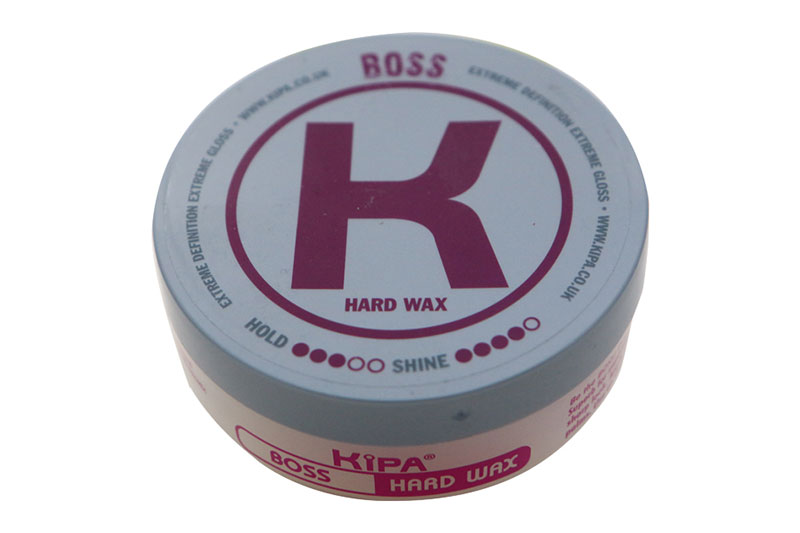 BOSS
EXTREME DEFINITION EXTREME GLOSS • WWW.KIPA.CO.UK
EXTREME DEFINITION EXTREME GLOSS • WWW.KIPA.CO.UK
K
HARD WAX
HOLD SHINE
KiPA®
BOSS HARD WAX